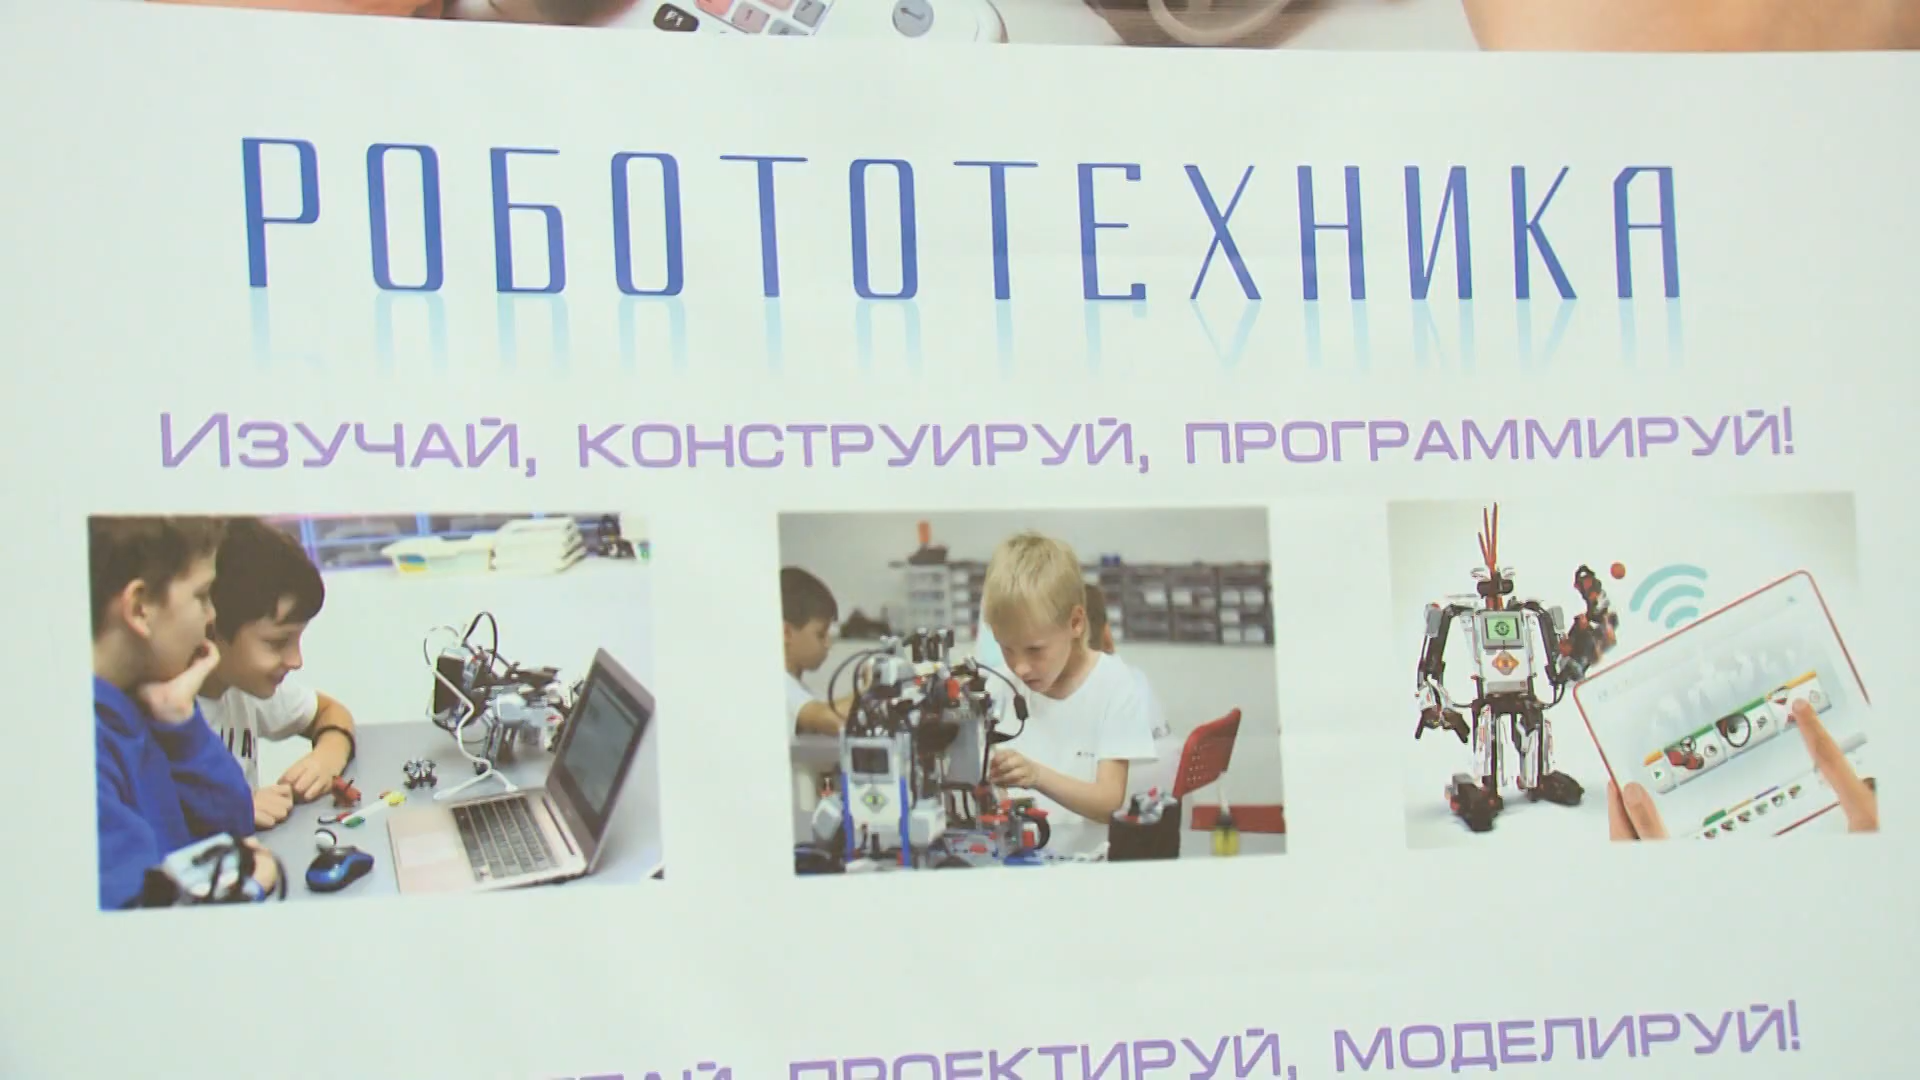 РОБОТОТЕХНИКА
Изучай, конструируй, программируй!
проектируй, моделируй!